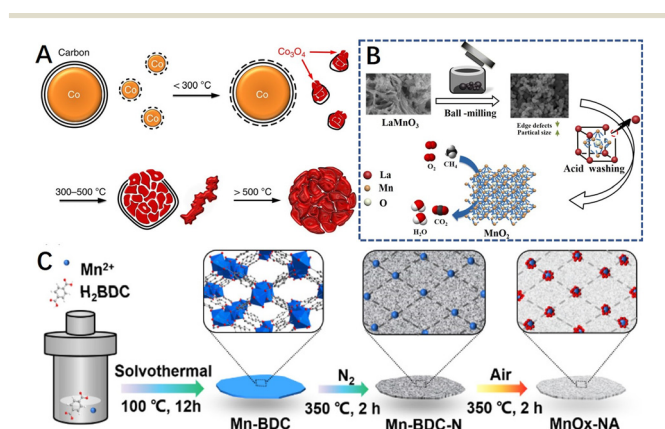 A
Carbon
Co
Co
Co
Co
< 300 °C
Co
Co₃O₄
300–500 °C
> 500 °C
B
LaMnO₃
Ball -milling
Edge defects
Partical size
Acid washing
La
Mn
O
O₂
CH₄
CO₂
H₂O
MnO₂
C
Mn²⁺
H₂BDC
Solvothermal
100 ℃, 12h
Mn-BDC
N₂
350 ℃, 2 h
Mn-BDC-N
Air
350 ℃, 2 h
MnOx-NA